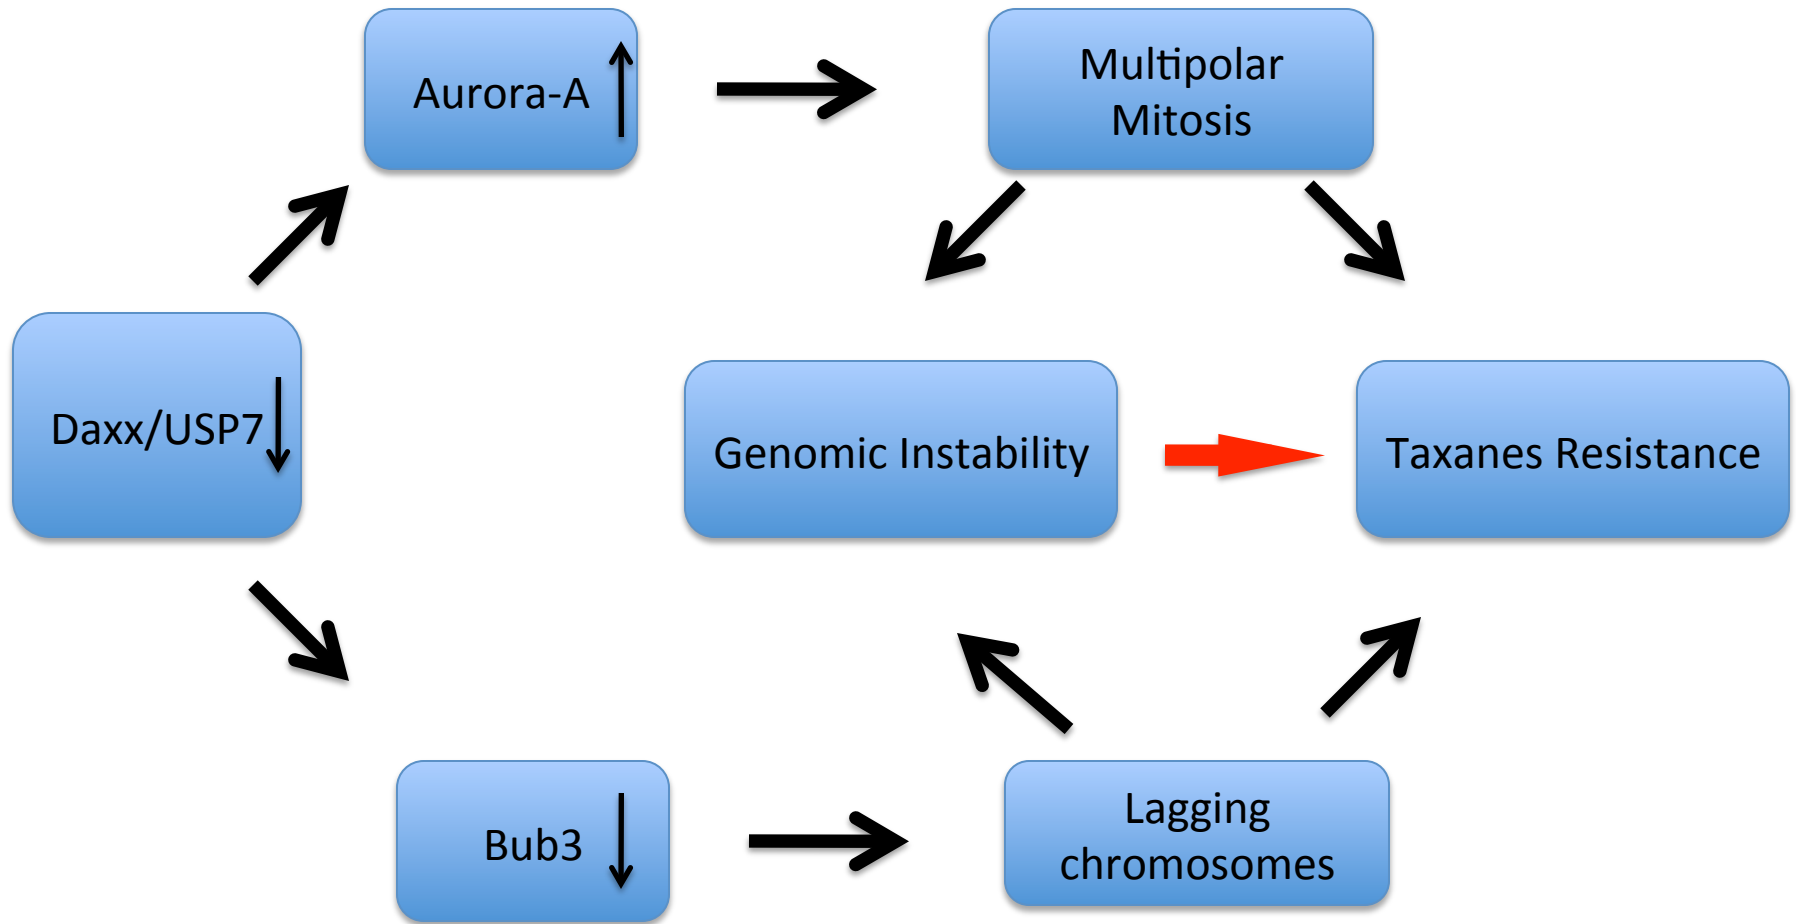 Aurora-A
Multipolar
Mitosis
Daxx/USP7
Genomic Instability
Taxanes Resistance
Bub3
Lagging
chromosomes